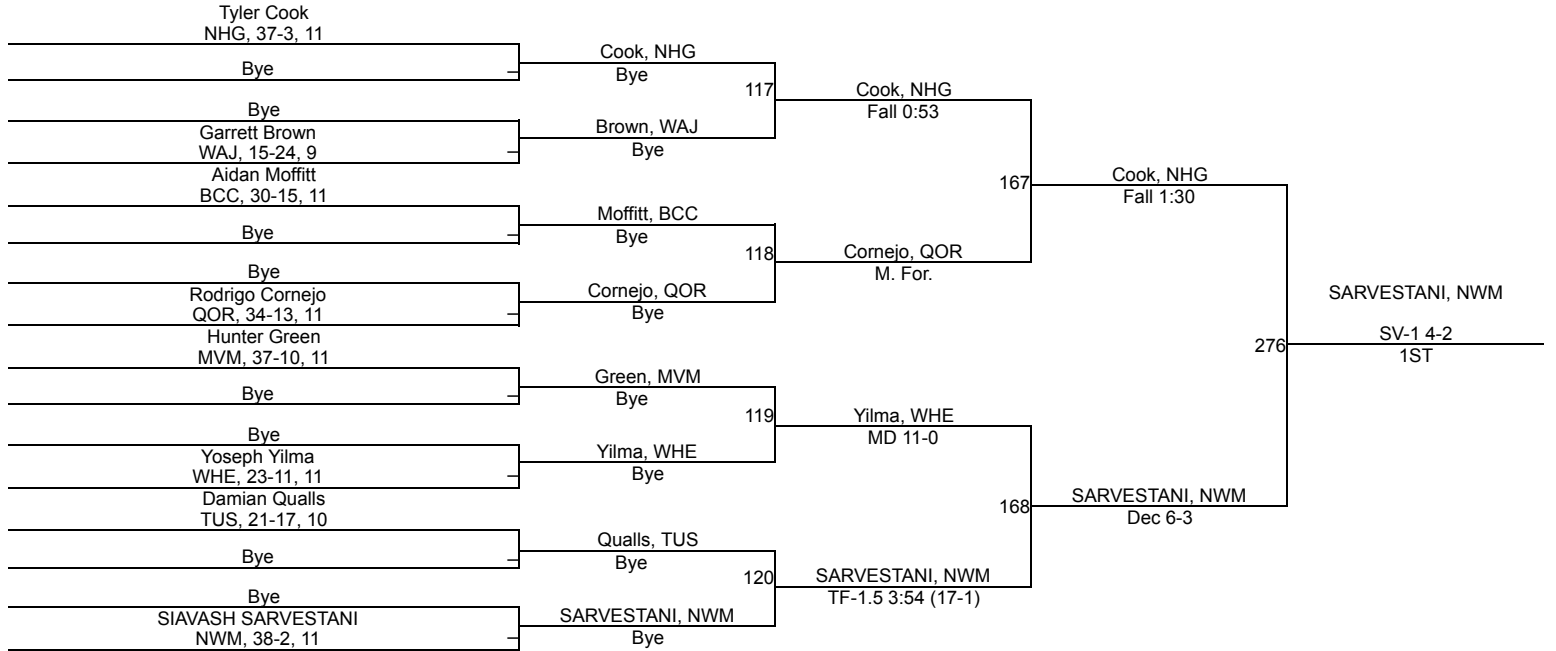 Tyler Cook
NHG, 37-3, 11
Bye
Bye
Garrett Brown
WAJ, 15-24, 9
Aidan Moffitt
BCC, 30-15, 11
Bye
Bye
Rodrigo Cornejo
QOR, 34-13, 11
Hunter Green
MVM, 37-10, 11
Bye
Bye
Yoseph Yilma
WHE, 23-11, 11
Damian Qualls
TUS, 21-17, 10
Bye
Bye
SIAVASH SARVESTANI
NWM, 38-2, 11
Cook, NHG
Bye
Brown, WAJ
Bye
Moffitt, BCC
Bye
Cornejo, QOR
Bye
Green, MVM
Bye
Yilma, WHE
Bye
Qualls, TUS
Bye
SARVESTANI, NWM
Bye
117
118
119
120
Cook, NHG
Fall 0:53
Cornejo, QOR
M. For.
Yilma, WHE
MD 11-0
SARVESTANI, NWM
TF-1.5 3:54 (17-1)
167
168
Cook, NHG
Fall 1:30
SARVESTANI, NWM
Dec 6-3
276
SARVESTANI, NWM
SV-1 4-2
1ST